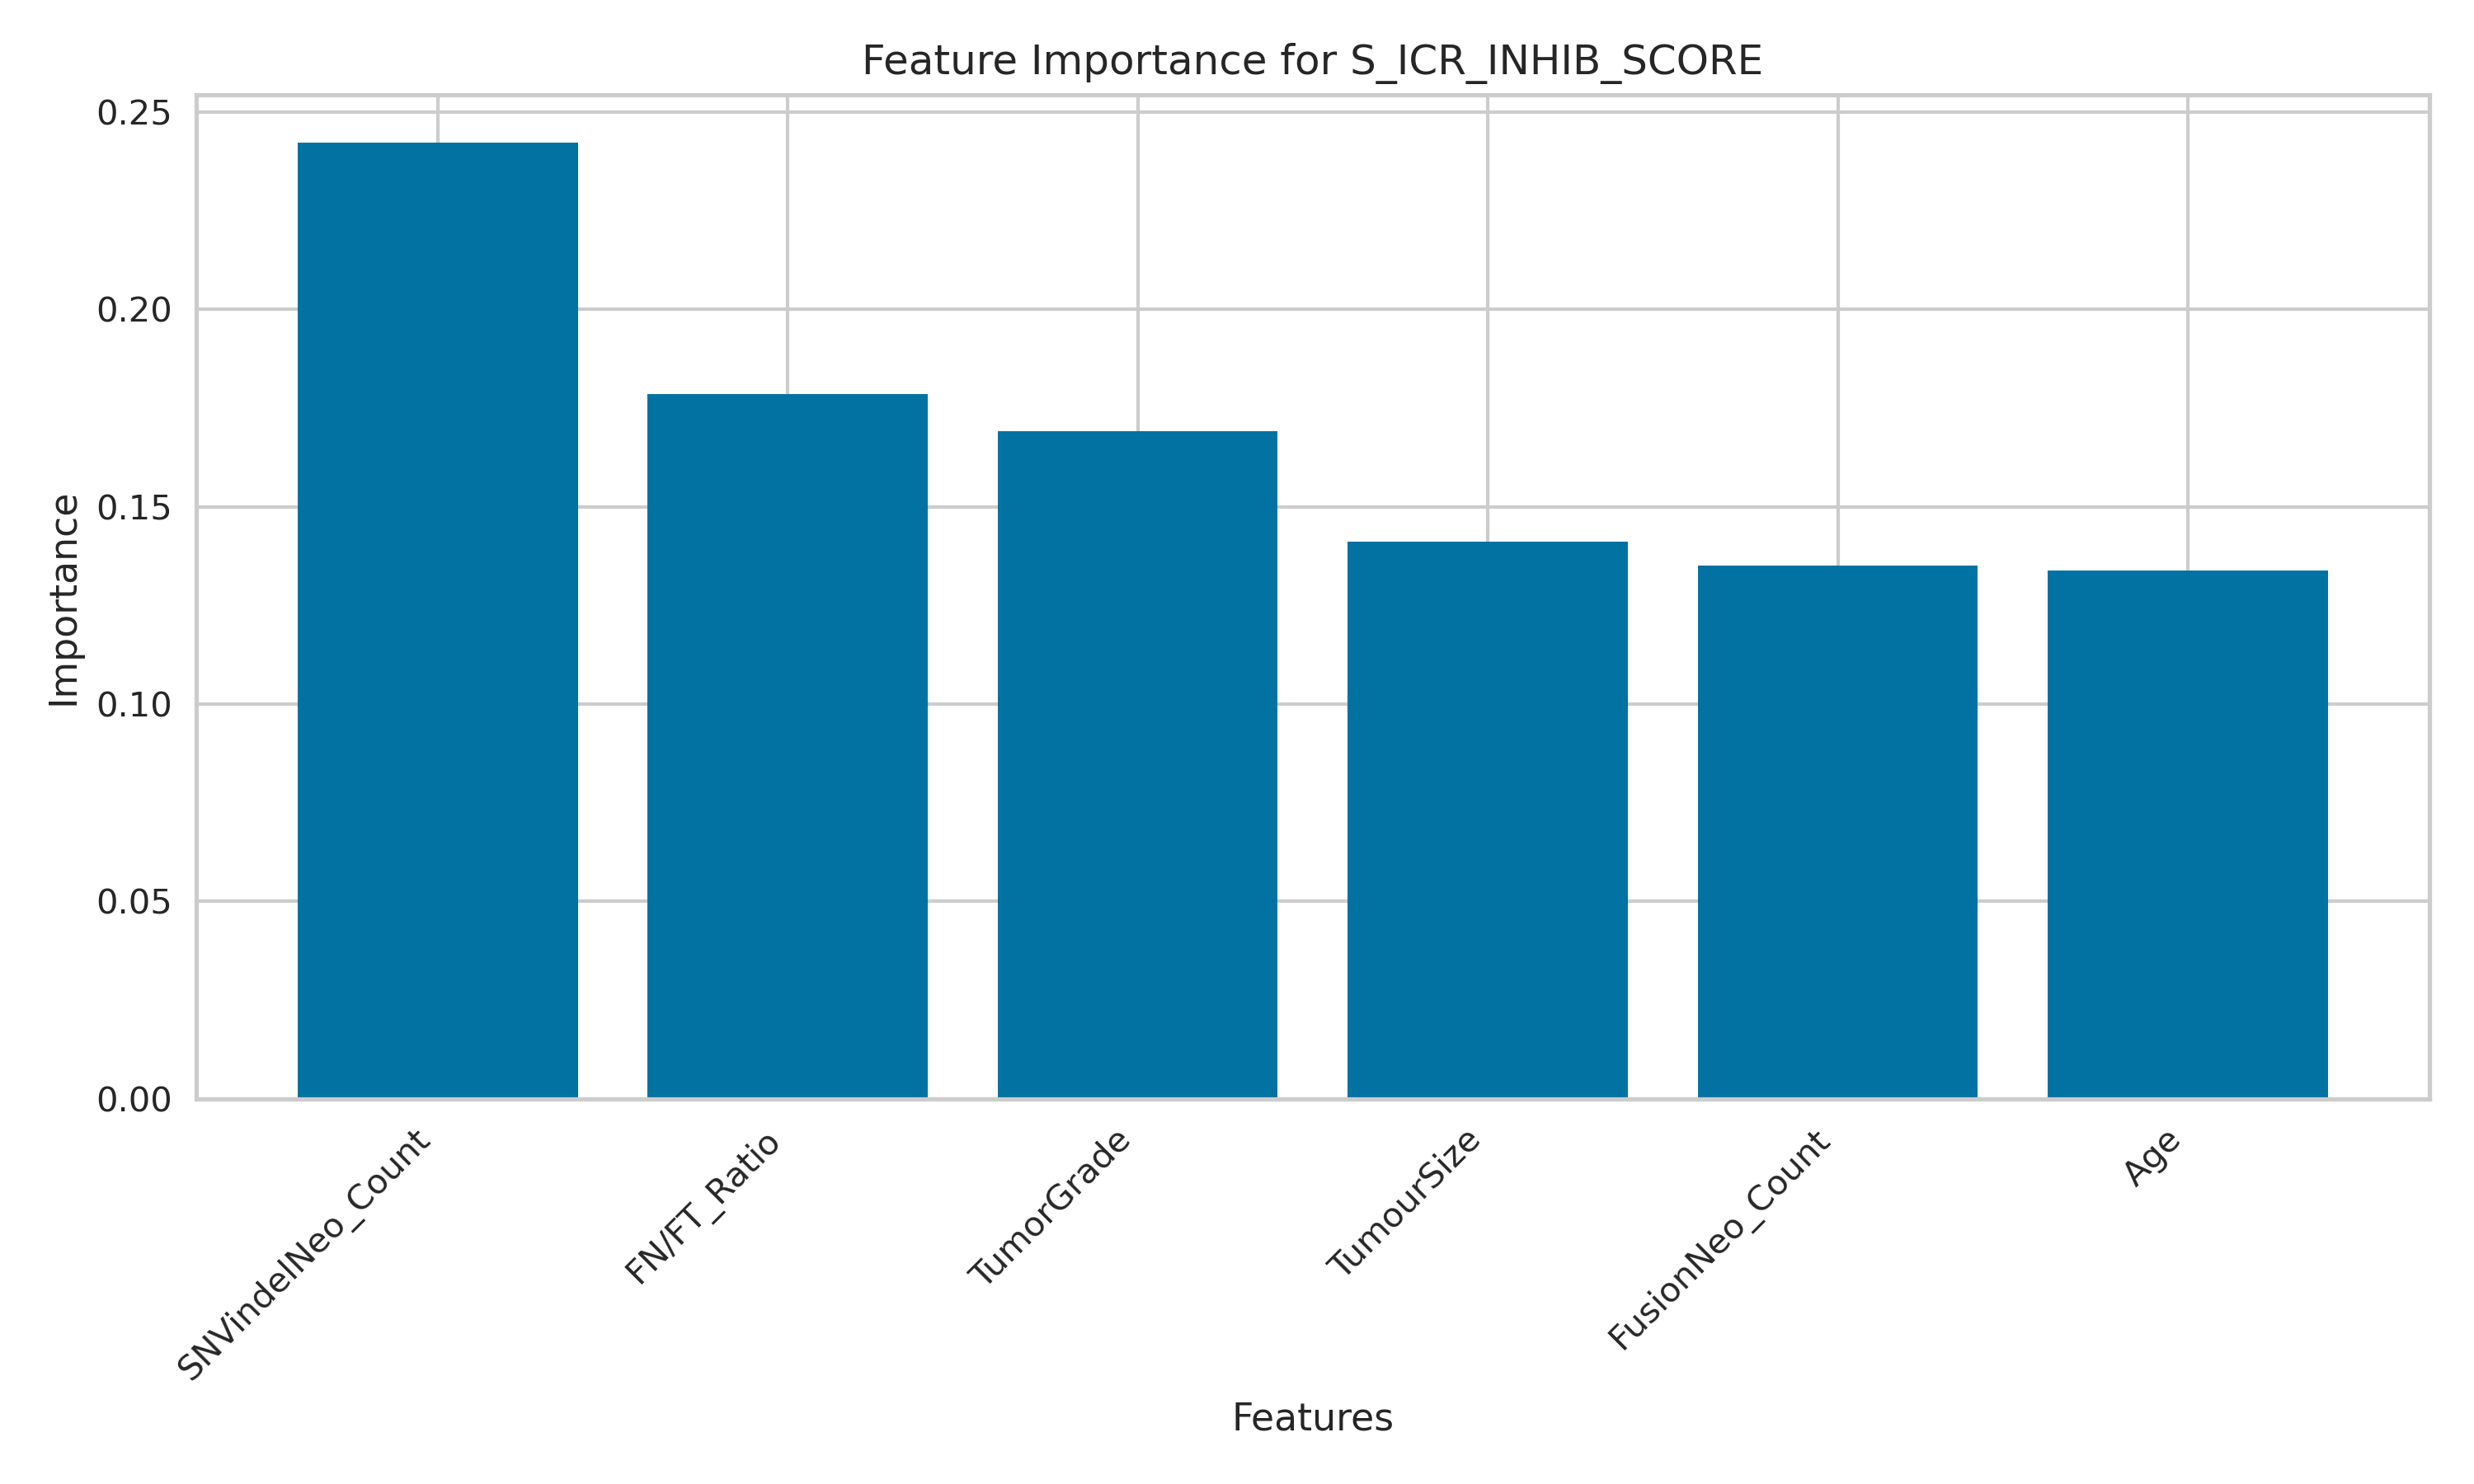 Feature Importance for S_ICR_INHIB_SCORE
Importance
0.25
0.20
0.15
0.10
0.05
0.00
SNVindelNeo_Count
FN/FT_Ratio
TumorGrade
TumourSize
FusionNeo_Count
Age
Features